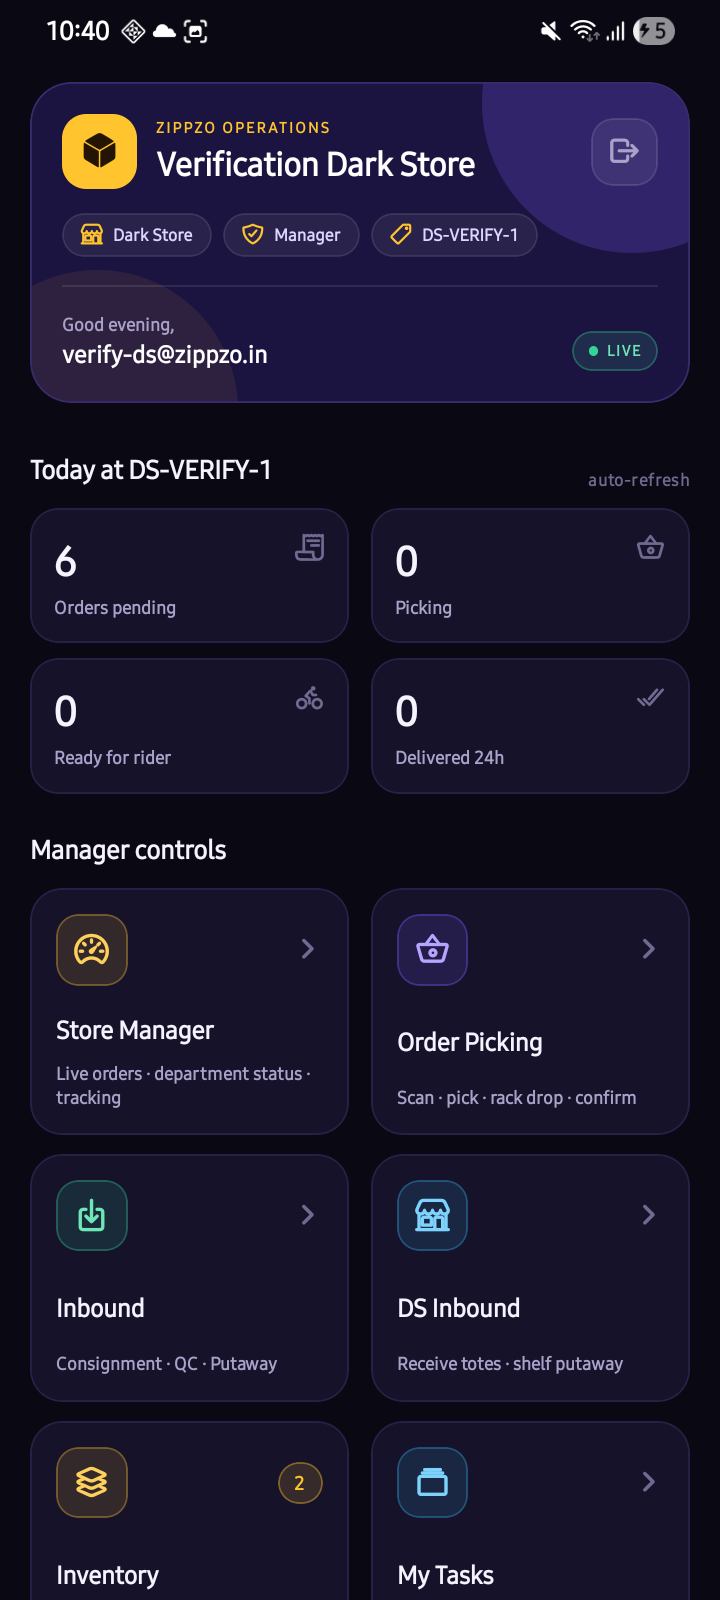 10:40
5
ZIPPZO OPERATIONS
Verification Dark Store
Dark Store
Manager
DS-VERIFY-1
Good evening,
verify-ds@zippzo.in
LIVE
Today at DS-VERIFY-1
auto-refresh
6
Orders pending
0
Picking
0
Ready for rider
0
Delivered 24h
Manager controls
Store Manager
Live orders · department status ·
tracking
Order Picking
Scan · pick · rack drop · confirm
Inbound
Consignment · QC · Putaway
DS Inbound
Receive totes · shelf putaway
2
Inventory
My Tasks